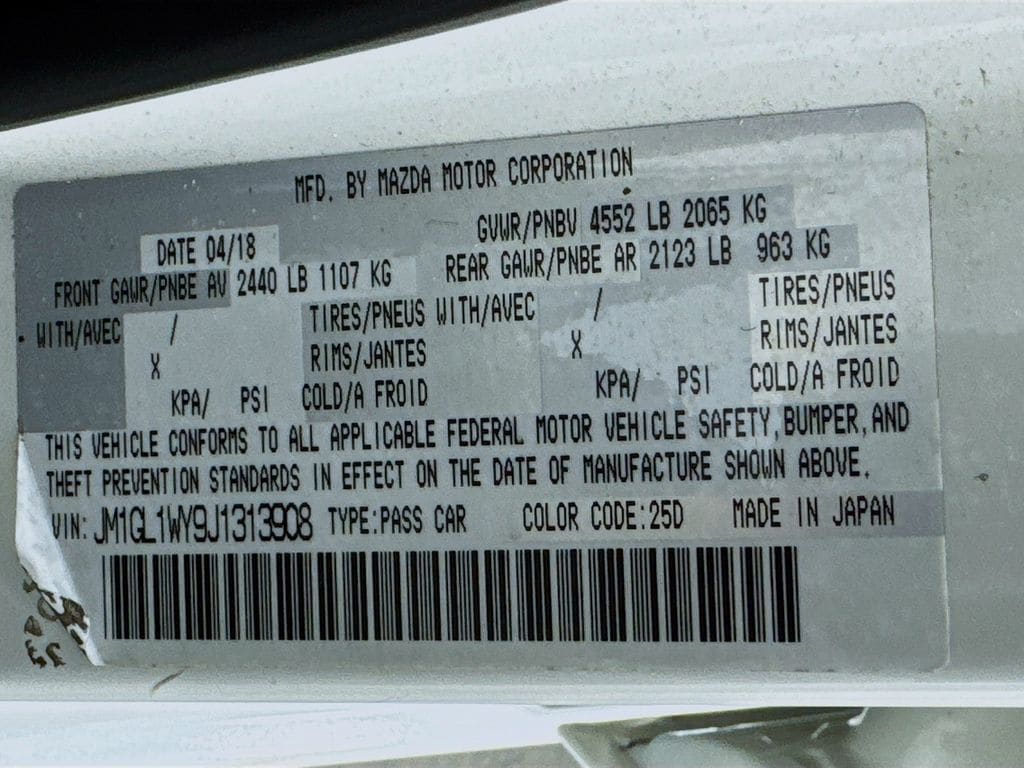 MFD. BY MAZDA MOTOR CORPORATION
DATE 04/18 GVWR/PNBV 4552 LB 2065 KG
FRONT GAWR/PNBE AV 2440 LB 1107 KG REAR GAWR/PNBE AR 2123 LB 963 KG
WITH/AVEC / TIRES/PNEUS WITH/AVEC / TIRES/PNEUS
X RIMS/JANTES X RIMS/JANTES
KPA/ PSI COLD/A FROID KPA/ PSI COLD/A FROID
THIS VEHICLE CONFORMS TO ALL APPLICABLE FEDERAL MOTOR VEHICLE SAFETY, BUMPER, AND
THEFT PREVENTION STANDARDS IN EFFECT ON THE DATE OF MANUFACTURE SHOWN ABOVE.
VIN: JM1GL1WY9J1313908 TYPE:PASS CAR COLOR CODE:25D MADE IN JAPAN